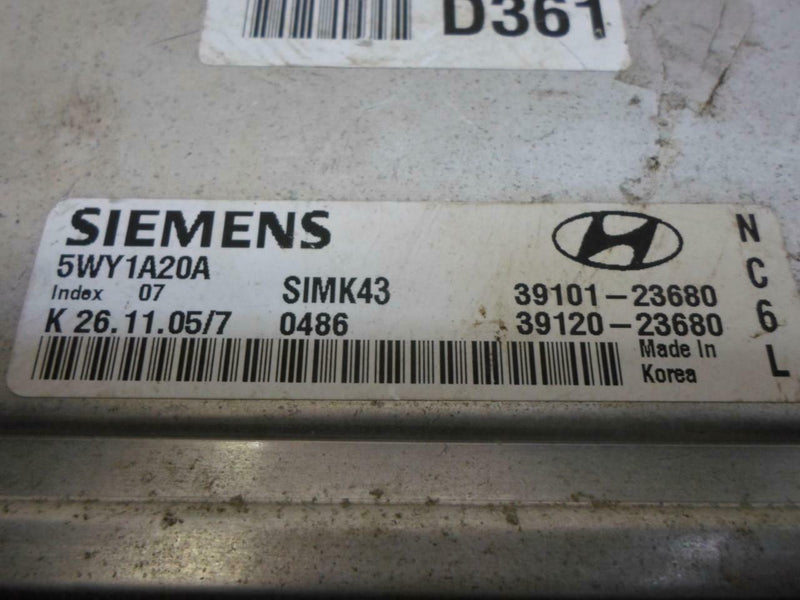 D361
SIEMENS
5WY1A20A
Index 07
SIMK43
39101-23680
K 26.11.05/7 0486 39120-23680
Made In
Korea
N
C
6
L